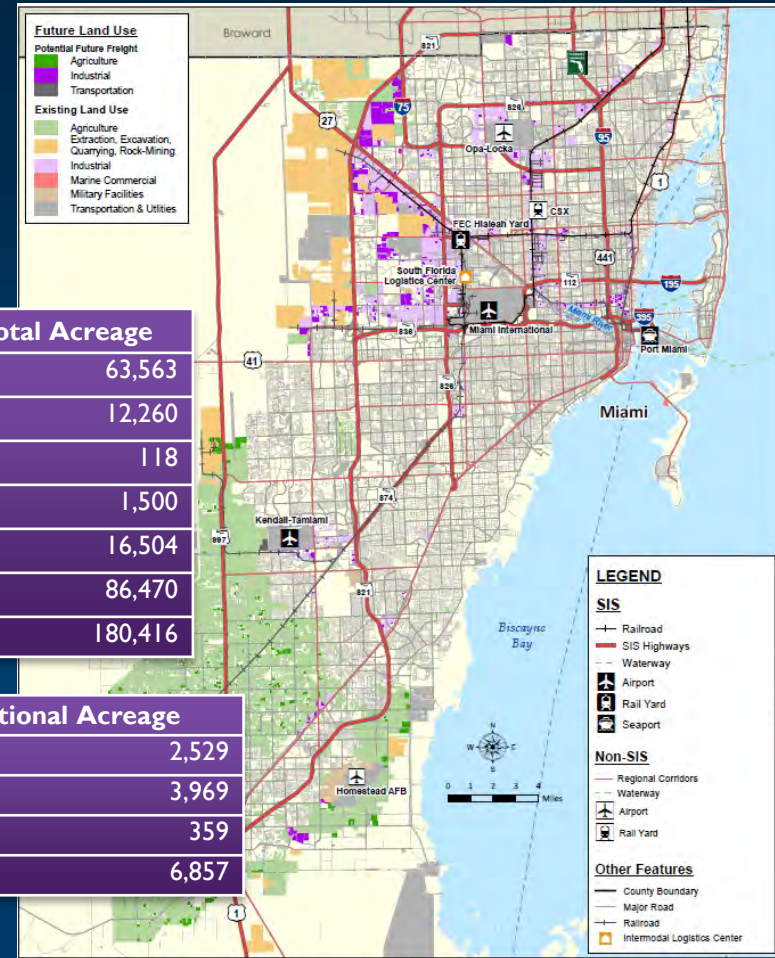 Future Land Use
Potential Future Freight
Agriculture
Industrial
Transportation
Existing Land Use
Agriculture
Extraction, Excavation,
Quarrying, Rock-Mining
Industrial
Marine Commercial
Military Facilities
Transportation & Utlities
Broward
821
75
27
826
Opa-Locka
95
1
CSX
FEC Hialeah Yard
441
South Florida
Logistics Center
112
195
Miami River
395
Miami International
836
Port Miami
41
826
Miami
874
Kendall-Tamiami
997
821
Biscayne
Bay
N
W E
S
0 1 2 3 4
Miles
Homestead AFB
1
otal Acreage
63,563
12,260
118
1,500
16,504
86,470
180,416
tional Acreage
2,529
3,969
359
6,857
LEGEND
SIS
Railroad
SIS Highways
Waterway
Airport
Rail Yard
Seaport
Non-SIS
Regional Corridors
Waterway
Airport
Rail Yard
Other Features
County Boundary
Major Road
Railroad
Intermodal Logistics Center